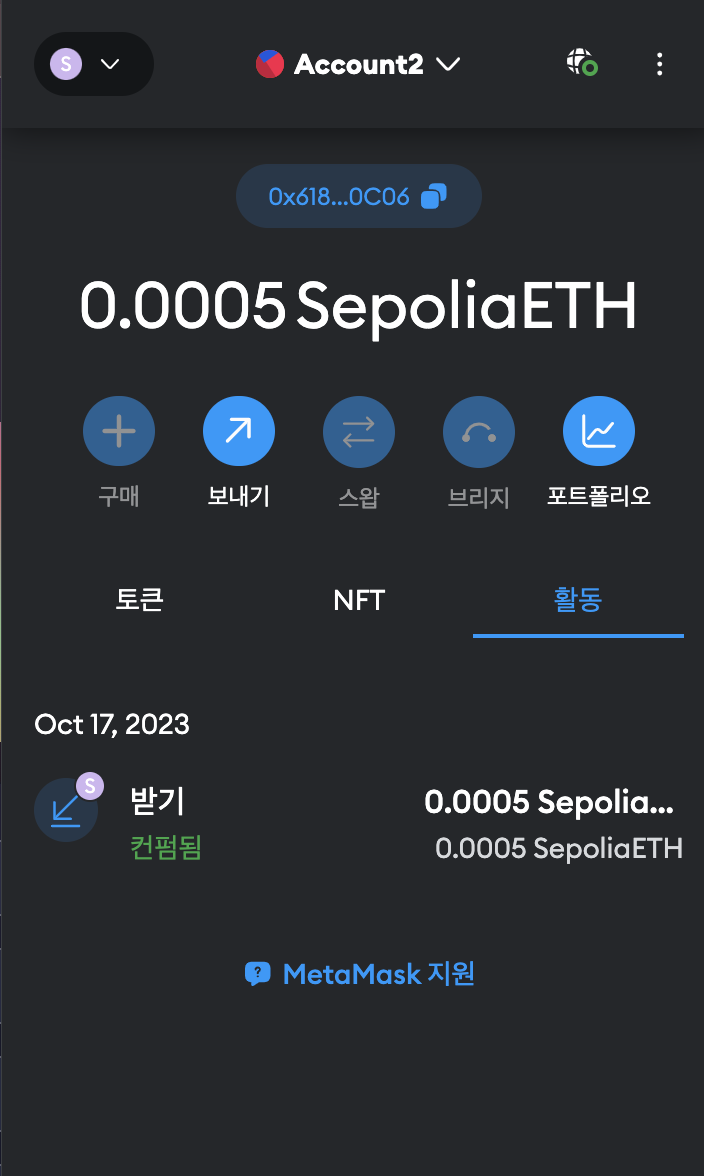 S Account2
0x618...0C06
0.0005 SepoliaETH
구매 보내기 스왑 브리지 포트폴리오
토큰 NFT 활동
Oct 17, 2023
S
받기 0.0005 Sepolia...
컨펌됨 0.0005 SepoliaETH
? MetaMask 지원